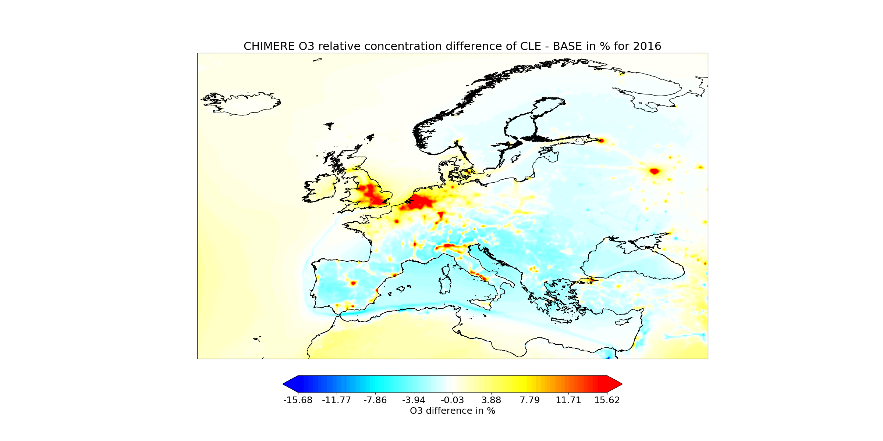 CHIMERE O3 relative concentration difference of CLE - BASE in % for 2016
-15.68 -11.77 -7.86 -3.94 -0.03 3.88 7.79 11.71 15.62
O3 difference in %